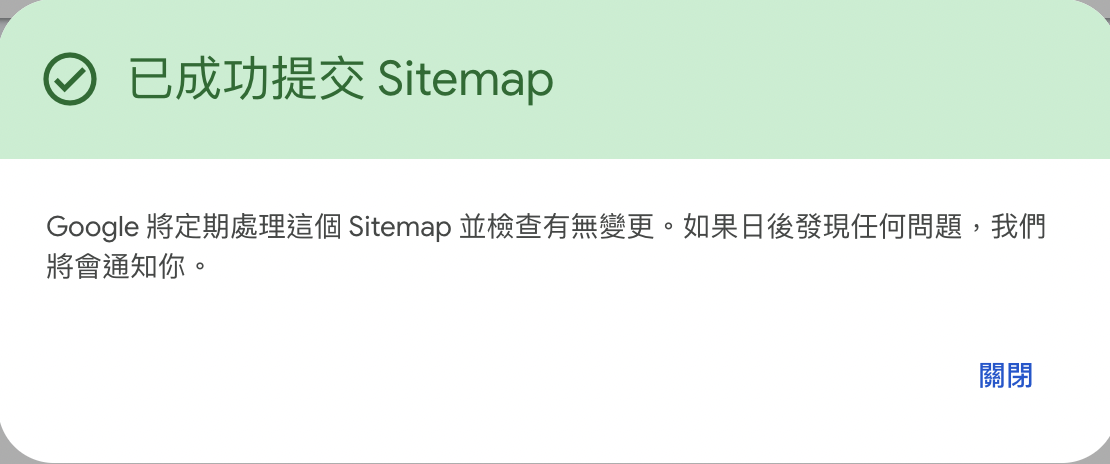 已成功提交 Sitemap
Google 將定期處理這個 Sitemap 並檢查有無變更。如果日後發現任何問題，我們
將會通知你。
關閉